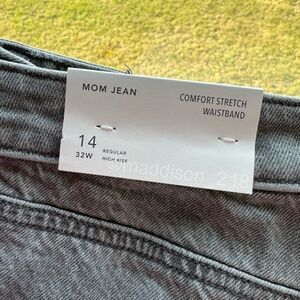 MOM JEAN
COMFORT STRETCH
WAISTBAND
14
REGULAR
32W
HIGH RISE
maddison_218